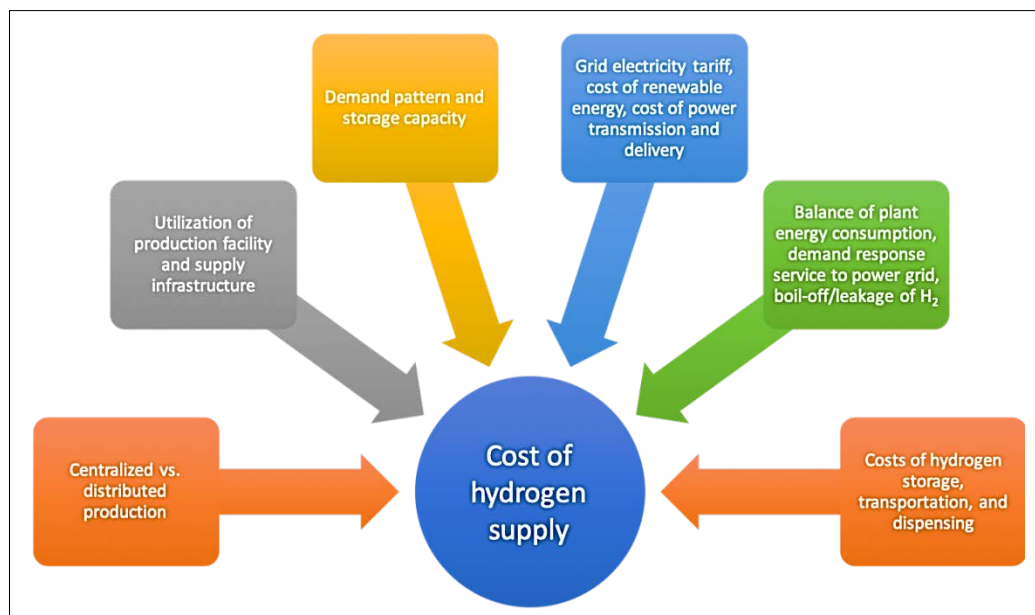 Demand pattern and
storage capacity
Grid electricity tariff,
cost of renewable
energy, cost of power
transmission and
delivery
Utilization of
production facility
and supply
infrastructure
Balance of plant
energy consumption,
demand response
service to power grid,
boil-off/leakage of H₂
Centralized vs.
distributed
production
Cost of
hydrogen
supply
Costs of hydrogen
storage,
transportation, and
dispensing